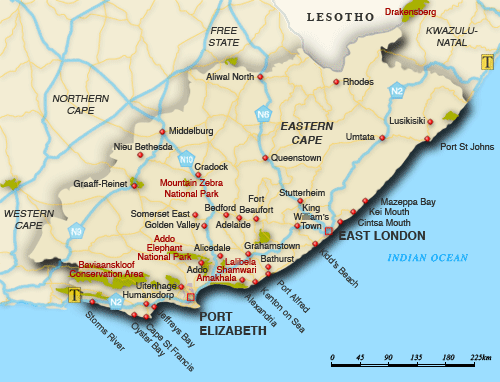 Drakensberg
LESOTHO
FREE
STATE
KWAZULU-
NATAL
T
Aliwal North
Rhodes
N2
NORTHERN
CAPE
N6
Lusikisiki
EASTERN
CAPE
Middelburg
Umtata
Port St Johns
Nieu Bethesda
N10
Queenstown
Cradock
Graaff-Reinet
Mountain Zebra
National Park
Stutterheim
Mazeppa Bay
Fort
Beaufort
King
William's
Town
Kei Mouth
WESTERN
CAPE
Somerset East
Bedford
Adelaide
Cintsa Mouth
Golden Valley
N9
EAST LONDON
Addo
Elephant
National Park
Alicedale
Grahamstown
Kidd's Beach
INDIAN OCEAN
Baviaanskloof
Conservation Area
Addo
Lalibela
Shamwari
Amakhala
Bathurst
Uitenhage
Port Alfred
Kenton on Sea
Alexandria
T
Humansdorp
N2
Jeffreys Bay
PORT
ELIZABETH
Storms River
Oyster Bay
Cape St Francis
0 45 90 135 180 225km